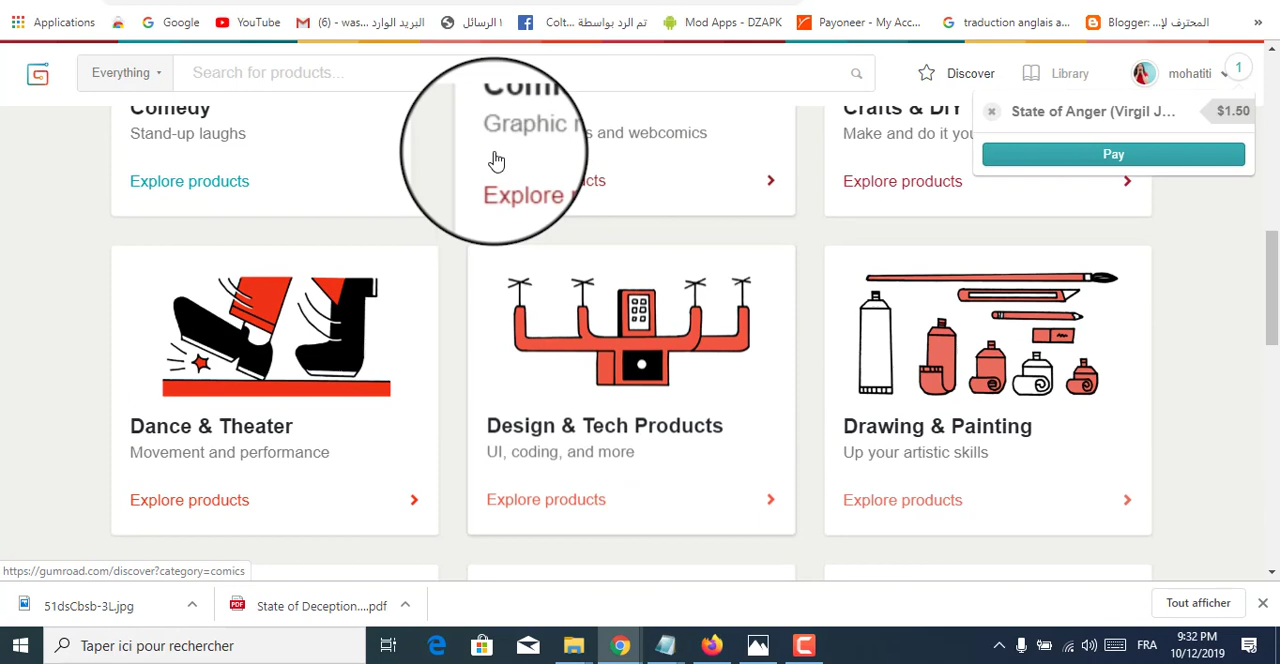 Applications
Google
YouTube
(6) - was... البريد الوارد
الرسائل ١
Colt... تم الرد بواسطة
Mod Apps - DZAPK
Payoneer - My Acc...
traduction anglais a...
Blogger: المحترف لإ...
»
Everything
Search for products...
Discover
Library
mohatiti
1
State of Anger (Virgil J...
$1.50
Pay
Comedy
Stand-up laughs
Explore products
Graphic
s and webcomics
Explore
cts
Crafts & DIY
Make and do it you
Explore products
Dance & Theater
Movement and performance
Explore products
Design & Tech Products
UI, coding, and more
Explore products
Drawing & Painting
Up your artistic skills
Explore products
https://gumroad.com/discover?category=comics
51dsCbsb-3L.jpg
PDF
State of Deception....pdf
Tout afficher
Taper ici pour rechercher
FRA
9:32 PM
10/12/2019